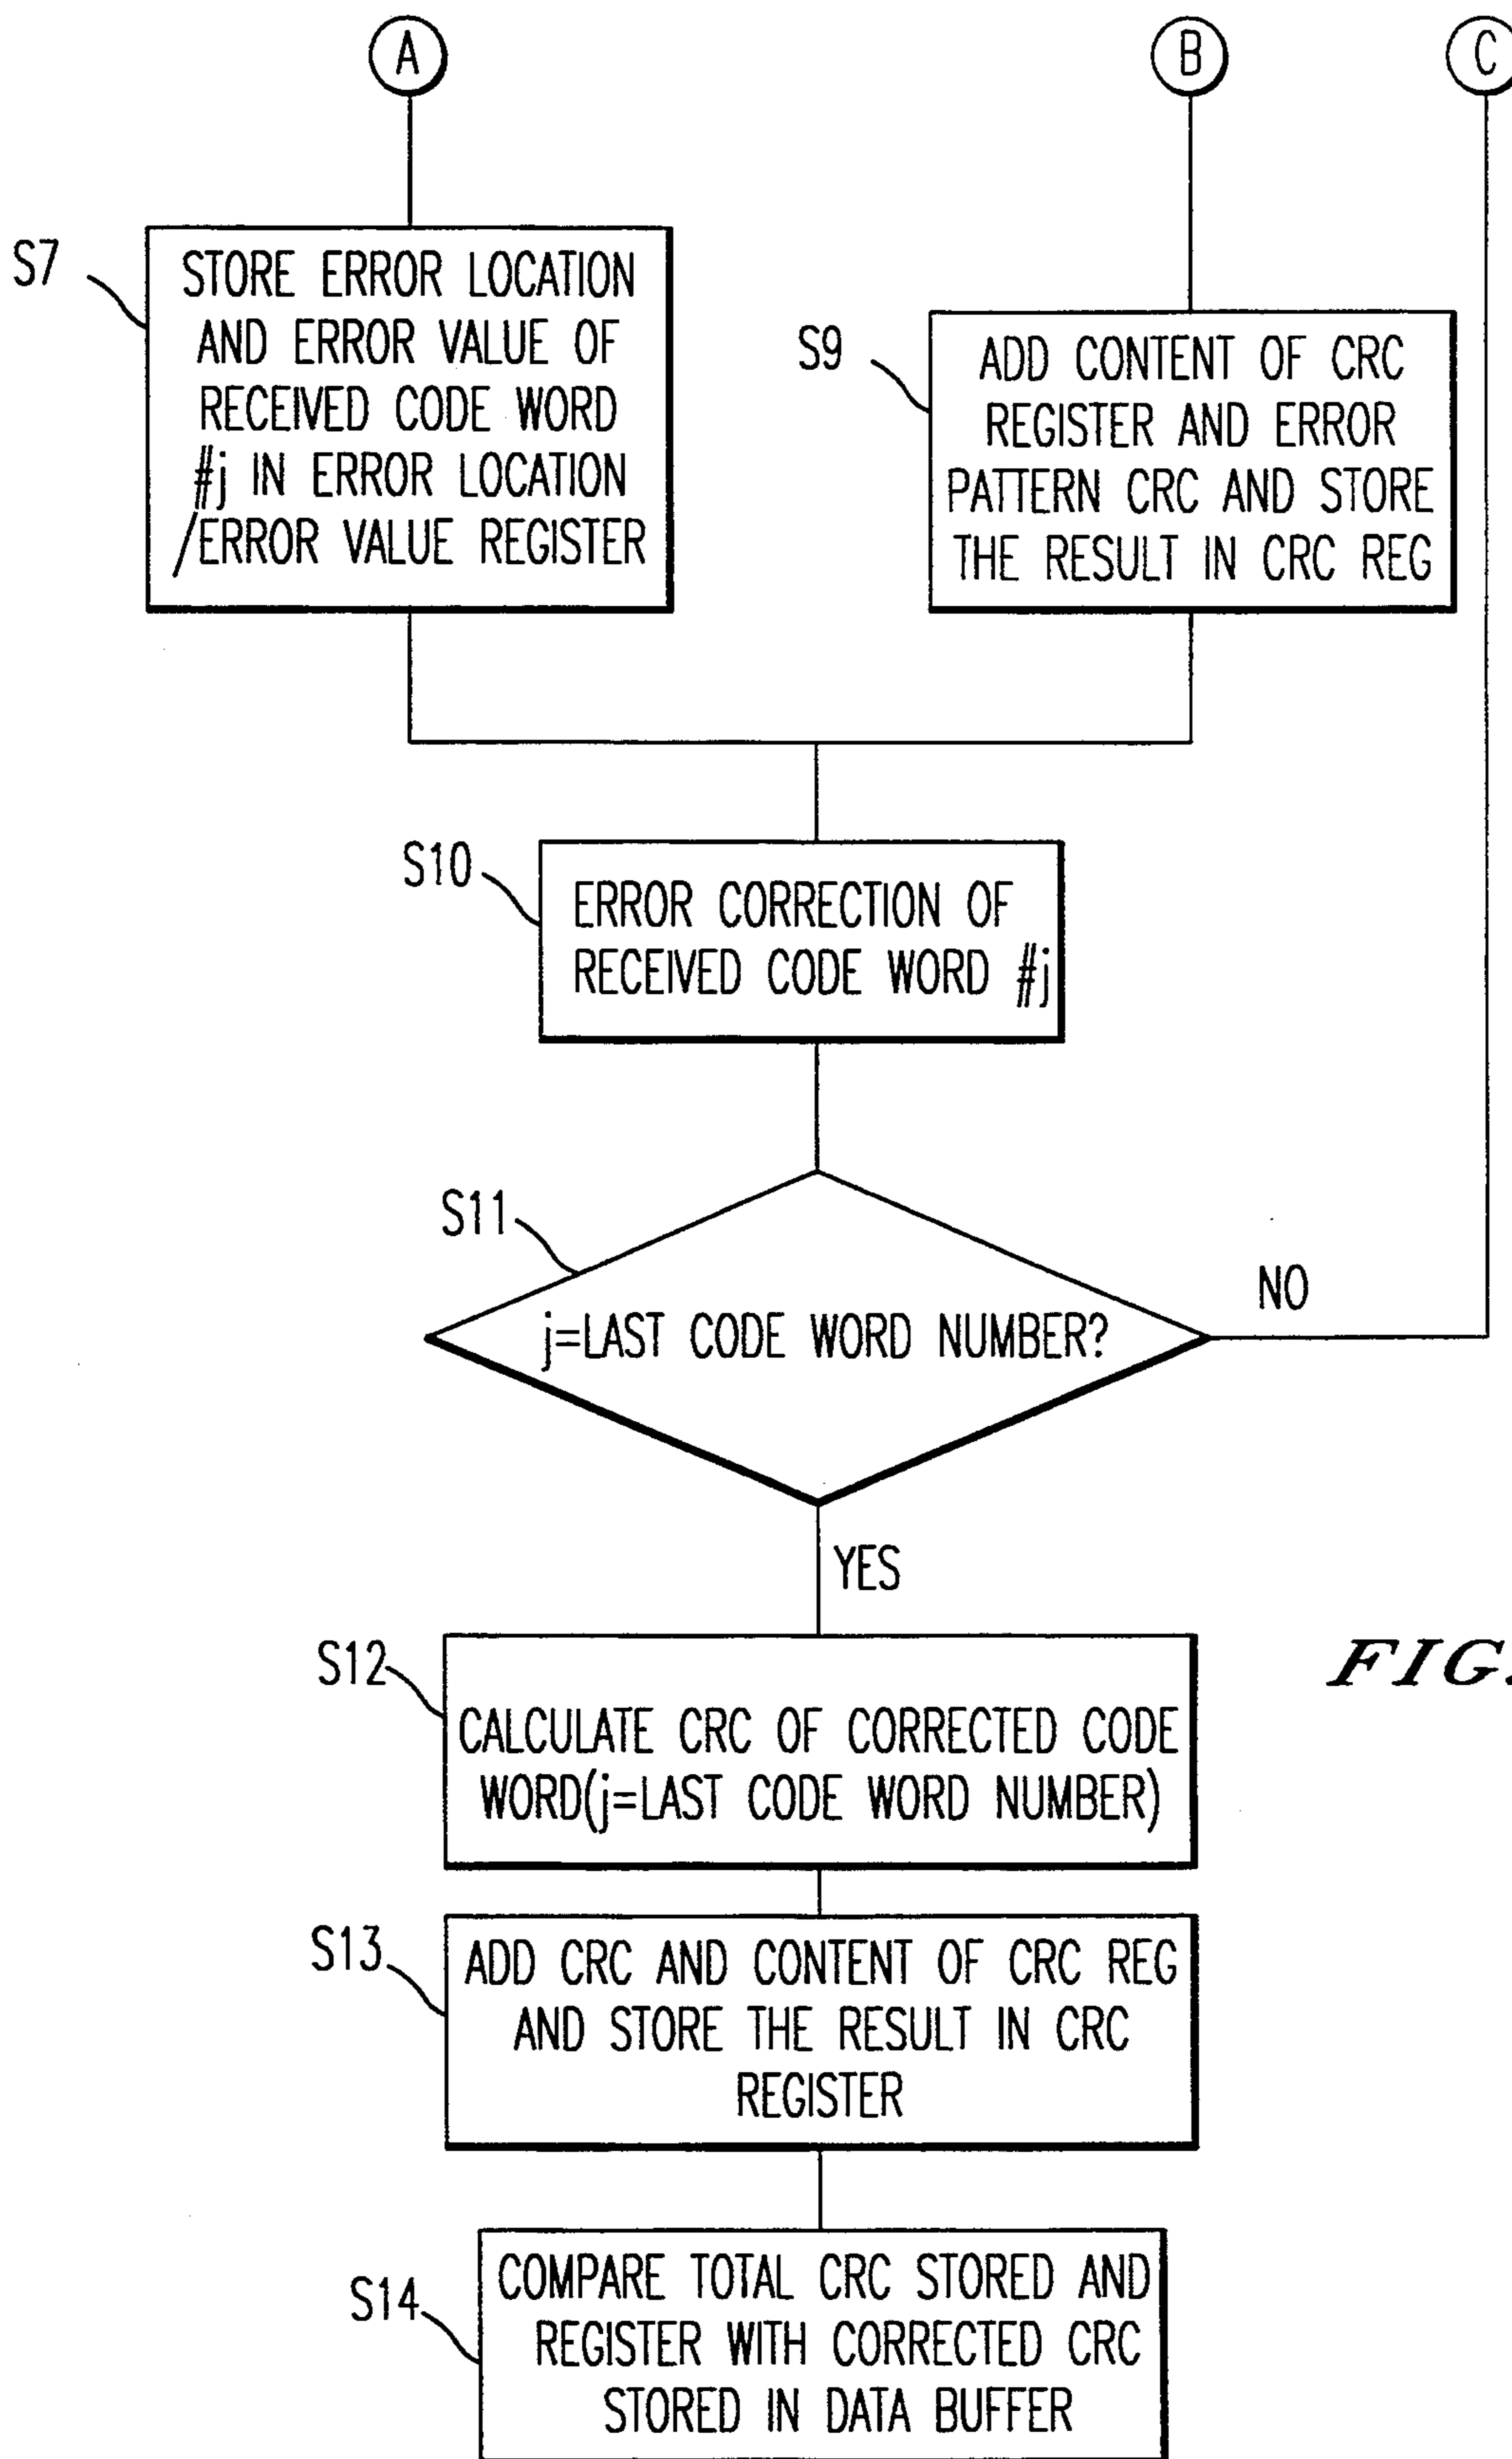 A
B
C
S7
STORE ERROR LOCATION
AND ERROR VALUE OF
RECEIVED CODE WORD
#j IN ERROR LOCATION
/ERROR VALUE REGISTER
S9
ADD CONTENT OF CRC
REGISTER AND ERROR
PATTERN CRC AND STORE
THE RESULT IN CRC REG
S10
ERROR CORRECTION OF
RECEIVED CODE WORD #j
S11
j=LAST CODE WORD NUMBER?
NO
YES
S12
CALCULATE CRC OF CORRECTED CODE
WORD(j=LAST CODE WORD NUMBER)
FIG.
S13
ADD CRC AND CONTENT OF CRC REG
AND STORE THE RESULT IN CRC
REGISTER
S14
COMPARE TOTAL CRC STORED AND
REGISTER WITH CORRECTED CRC
STORED IN DATA BUFFER